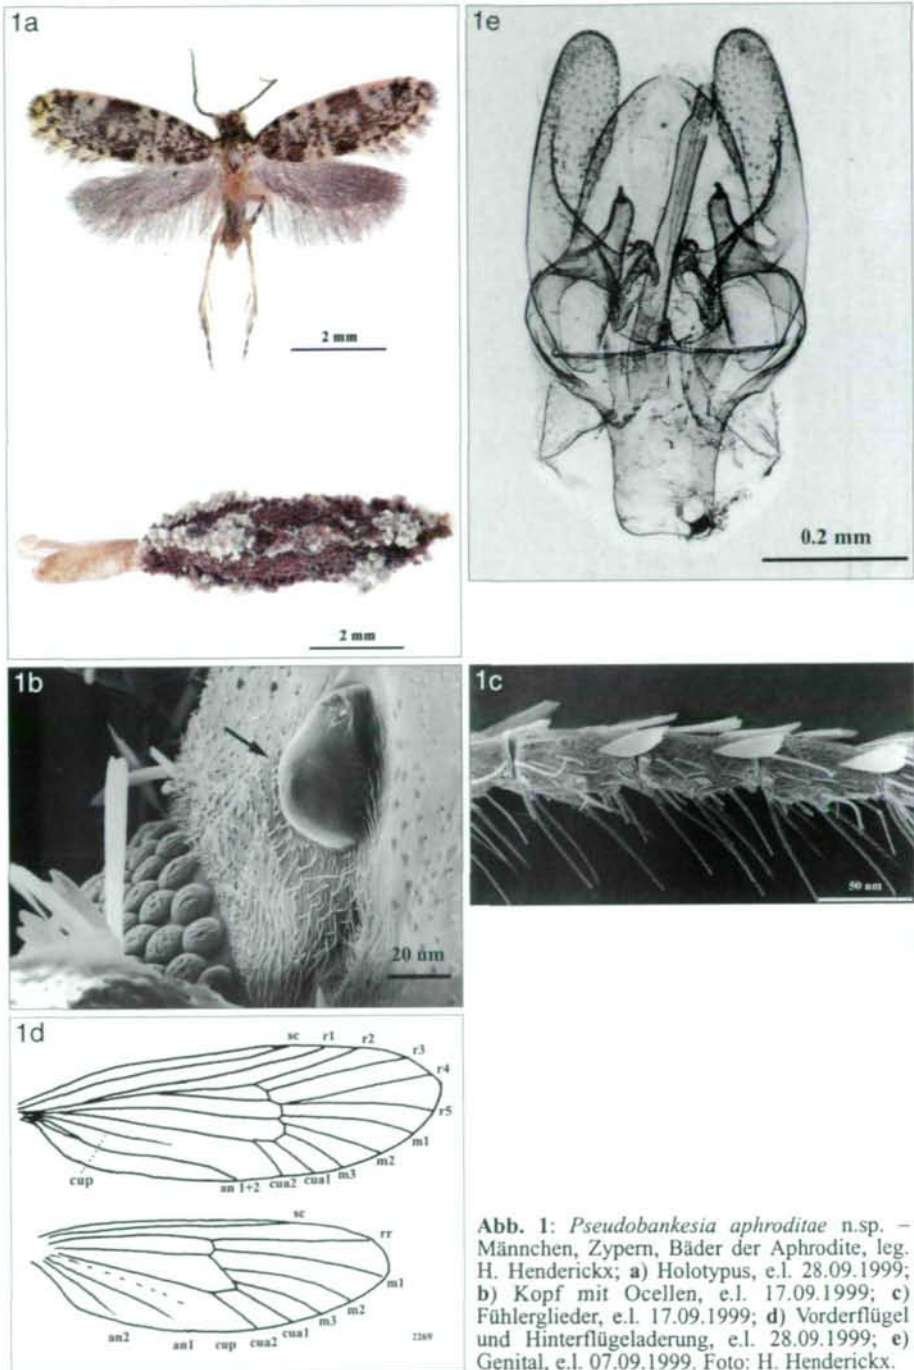 1a
2 mm
2 mm
1e
0.2 mm
1b
20 nm
1c
50 nm
1d
sc r1 r2 r3 r4 r5 m1 m2 m3 cua1 cua2 an 1+2 cup
sc rr m1 m2 m3 cua1 cua2 cup an1 an2
2269
Abb. 1: Pseudobankesia aphroditae n.sp. –
Männchen, Zypern, Bäder der Aphrodite, leg.
H. Henderickx; a) Holotypus, e.l. 28.09.1999;
b) Kopf mit Ocellen, e.l. 17.09.1999; c)
Fühlerglieder, e.l. 17.09.1999; d) Vorderflügel
und Hinterflügeladerung, e.l. 28.09.1999; e)
Genital, e.l. 07.09.1999. Foto: H. Henderickx.